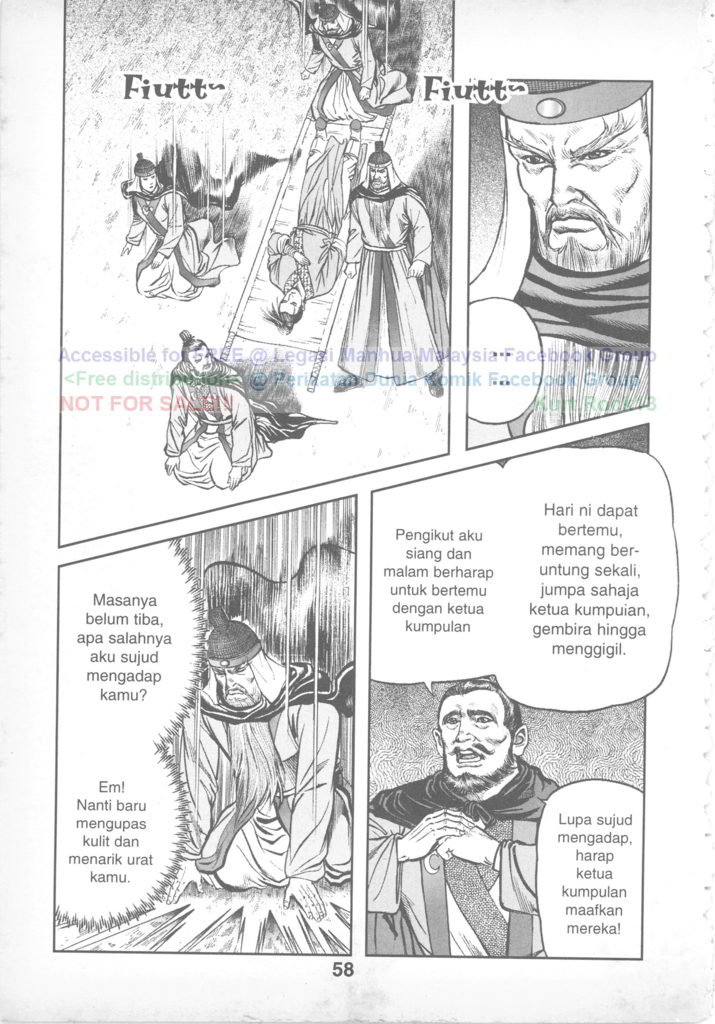 Fiutt~
Fiutt~
...
...
Accessible for FREE @ Legasi Manhua Malaysia Facebook Group
<Free distribution> @ Perikatan Dunia Komik Facebook Group
NOT FOR SALE!!!
Hari ni dapat
bertemu,
memang ber-
untung sekali,
jumpa sahaja
ketua kumpuian,
gembira hingga
menggigil.
Pengikut aku
siang dan
malam berharap
untuk bertemu
dengan ketua
kumpulan
Lupa sujud
mengadap,
harap
ketua
kumpulan
maafkan
mereka!
Masanya
belum tiba,
apa salahnya
aku sujud
mengadap
kamu?
Em!
Nanti baru
mengupas
kulit dan
menarik urat
kamu.
58